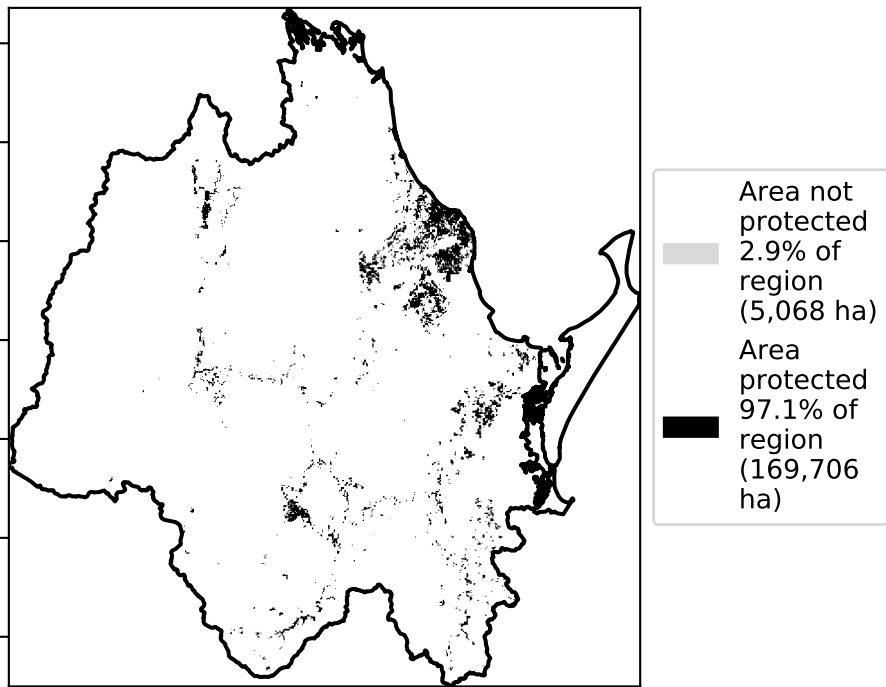 Area not
protected
2.9% of
region
(5,068 ha)
Area
protected
97.1% of
region
(169,706
ha)